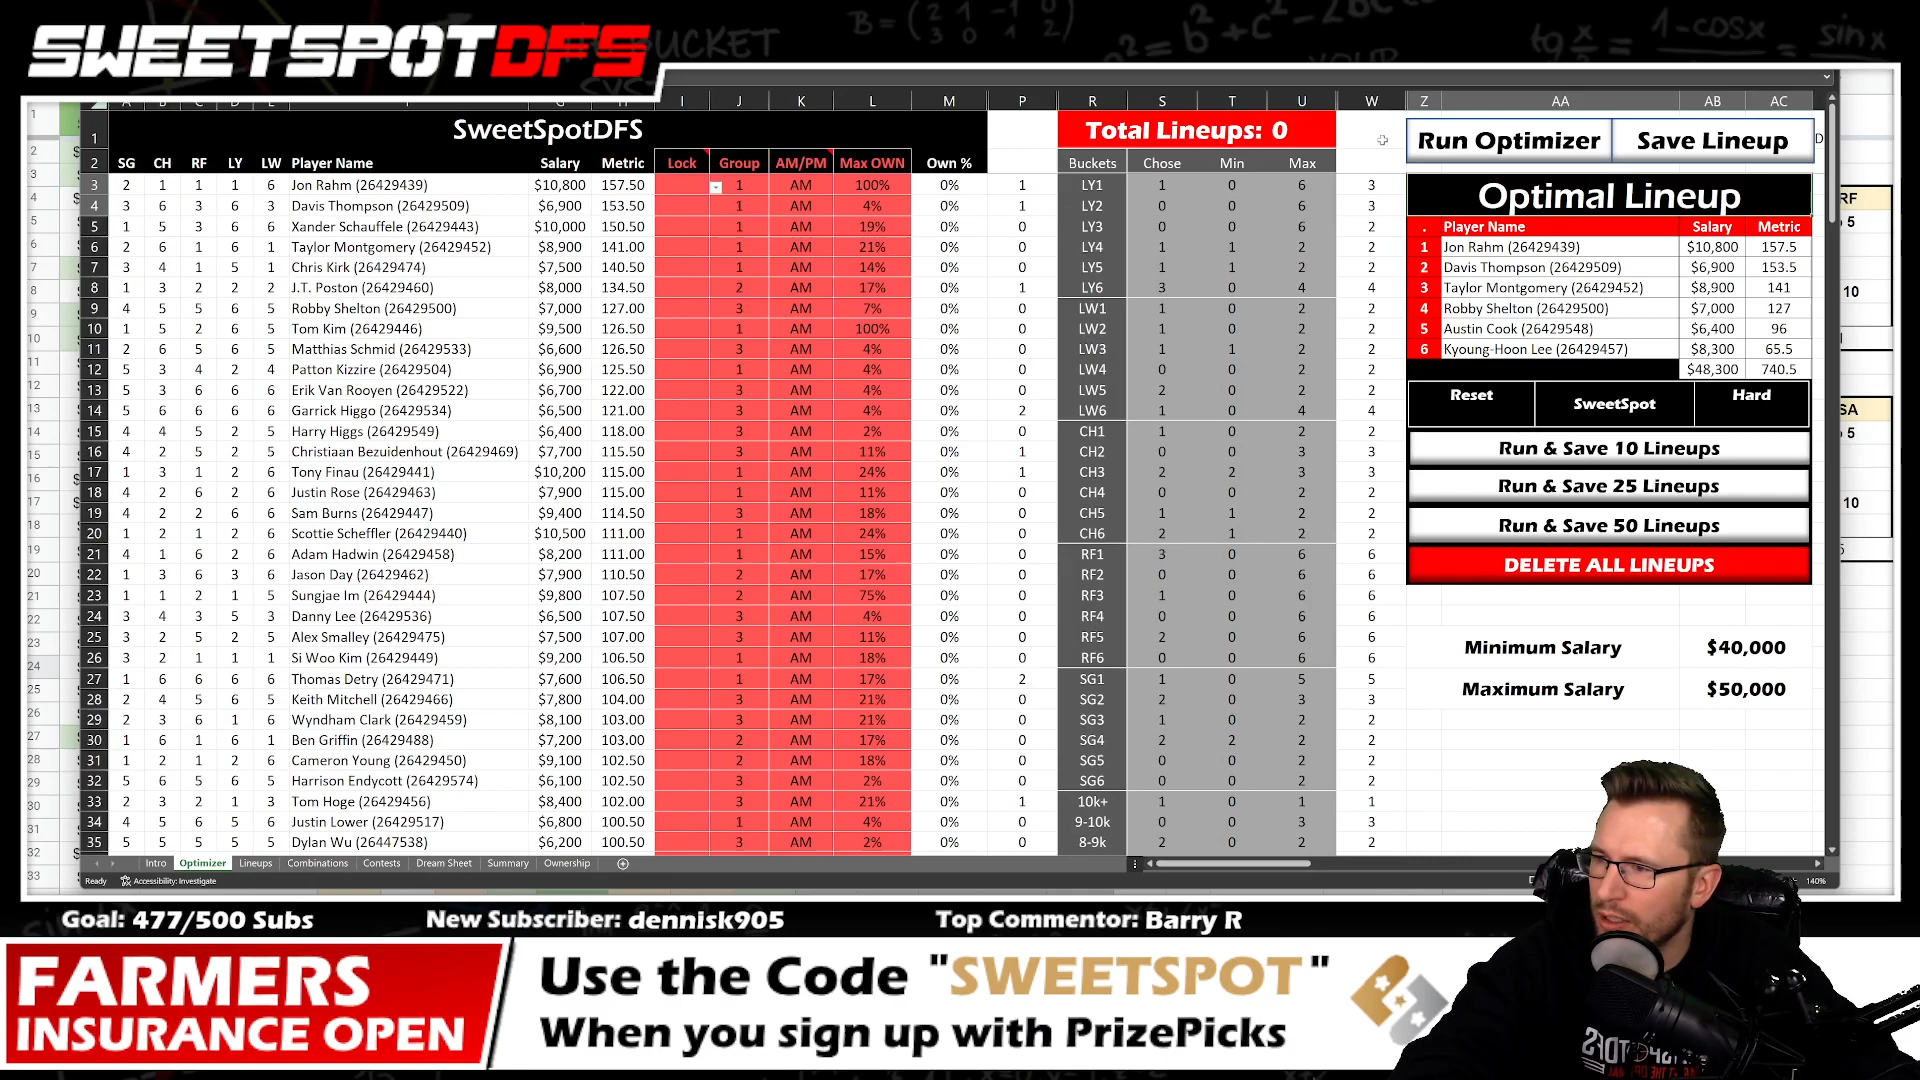 SWEETSPOTDFS
SweetSpotDFS
Total Lineups: 0
Run Optimizer
Save Lineup
SG CH RF LY LW Player Name Salary Metric Lock Group AM/PM Max OWN Own %
Buckets Chose Min Max
Optimal Lineup
. Player Name Salary Metric
1 Jon Rahm (26429439) $10,800 157.5
2 Davis Thompson (26429509) $6,900 153.5
3 Taylor Montgomery (26429452) $8,900 141
4 Robby Shelton (26429500) $7,000 127
5 Austin Cook (26429548) $6,400 96
6 Kyoung-Hoon Lee (26429457) $8,300 65.5
$48,300 740.5
Reset SweetSpot Hard
Run & Save 10 Lineups
Run & Save 25 Lineups
Run & Save 50 Lineups
DELETE ALL LINEUPS
Minimum Salary $40,000
Maximum Salary $50,000
3 2 1 1 1 6 Jon Rahm (26429439) $10,800 157.50 1 AM 100% 0% 1 LY1 1 0 6 3
4 3 6 3 6 3 Davis Thompson (26429509) $6,900 153.50 1 AM 4% 0% 1 LY2 0 0 6 3
5 1 5 3 6 6 Xander Schauffele (26429443) $10,000 150.50 1 AM 19% 0% 0 LY3 0 0 6 2
6 2 6 1 6 1 Taylor Montgomery (26429452) $8,900 141.00 1 AM 21% 0% 1 LY4 1 1 2 2
7 3 4 1 5 1 Chris Kirk (26429474) $7,500 140.50 1 AM 14% 0% 0 LY5 1 1 2 2
8 1 3 2 2 2 J.T. Poston (26429460) $8,000 134.50 2 AM 17% 0% 1 LY6 3 0 4 4
9 4 5 5 6 5 Robby Shelton (26429500) $7,000 127.00 3 AM 7% 0% 0 LW1 1 0 2 2
10 1 5 2 6 5 Tom Kim (26429446) $9,500 126.50 1 AM 100% 0% 0 LW2 1 0 2 2
11 2 6 5 6 5 Matthias Schmid (26429533) $6,600 126.50 3 AM 4% 0% 0 LW3 1 1 2 2
12 5 3 4 2 4 Patton Kizzire (26429504) $6,900 125.50 1 AM 4% 0% 0 LW4 0 0 2 2
13 5 3 6 6 6 Erik Van Rooyen (26429522) $6,700 122.00 3 AM 4% 0% 0 LW5 2 0 2 2
14 5 6 6 6 6 Garrick Higgo (26429534) $6,500 121.00 3 AM 4% 0% 2 LW6 1 0 4 4
15 4 4 5 2 5 Harry Higgs (26429549) $6,400 118.00 3 AM 2% 0% 0 CH1 1 0 2 2
16 4 2 5 2 5 Christiaan Bezuidenhout (26429469) $7,700 115.50 3 AM 11% 0% 1 CH2 0 0 3 3
17 1 3 1 2 6 Tony Finau (26429441) $10,200 115.00 1 AM 24% 0% 1 CH3 2 2 3 3
18 4 2 6 2 6 Justin Rose (26429463) $7,900 115.00 1 AM 11% 0% 0 CH4 0 0 2 2
19 4 2 2 6 6 Sam Burns (26429447) $9,400 114.50 3 AM 18% 0% 0 CH5 1 1 2 2
20 1 2 1 2 6 Scottie Scheffler (26429440) $10,500 111.00 1 AM 24% 0% 0 CH6 2 1 2 2
21 4 1 6 2 6 Adam Hadwin (26429458) $8,200 111.00 1 AM 15% 0% 0 RF1 3 0 6 6
22 1 3 6 3 6 Jason Day (26429462) $7,900 110.50 2 AM 17% 0% 0 RF2 0 0 6 6
23 1 1 2 1 5 Sungjae Im (26429444) $9,800 107.50 2 AM 75% 0% 0 RF3 1 0 6 6
24 3 4 3 5 3 Danny Lee (26429536) $6,500 107.50 3 AM 4% 0% 0 RF4 0 0 6 6
25 3 2 5 2 5 Alex Smalley (26429475) $7,500 107.00 3 AM 11% 0% 0 RF5 2 0 6 6
26 3 2 1 1 1 Si Woo Kim (26429449) $9,200 106.50 1 AM 18% 0% 0 RF6 0 0 6 6
27 1 6 6 6 6 Thomas Detry (26429471) $7,600 106.50 1 AM 17% 0% 2 SG1 1 0 5 5
28 2 4 5 6 5 Keith Mitchell (26429466) $7,800 104.00 3 AM 21% 0% 0 SG2 2 0 3 3
29 2 3 6 1 6 Wyndham Clark (26429459) $8,100 103.00 3 AM 21% 0% 0 SG3 1 0 2 2
30 1 6 1 6 1 Ben Griffin (26429488) $7,200 103.00 2 AM 17% 0% 0 SG4 2 2 2 2
31 1 2 1 2 6 Cameron Young (26429450) $9,100 102.50 2 AM 18% 0% 0 SG5 0 0 2 2
32 5 6 5 6 5 Harrison Endycott (26429574) $6,100 102.50 3 AM 2% 0% 0 SG6 0 0 2 2
33 2 3 2 1 3 Tom Hoge (26429456) $8,400 102.00 3 AM 21% 0% 1 10k+ 1 0 1 1
34 4 5 6 5 6 Justin Lower (26429517) $6,800 100.50 1 AM 4% 0% 0 9-10k 0 0 3 3
35 5 5 5 5 5 Dylan Wu (26447538) $6,200 100.50 3 AM 2% 0% 0 8-9k 2 0 2 2
Intro Optimizer Lineups Combinations Contests Dream Sheet Summary Ownership
Ready Accessibility: Investigate
140%
Goal: 477/500 Subs
New Subscriber: dennisk905
Top Commentor: Barry R
FARMERS
INSURANCE OPEN
Use the Code "SWEETSPOT"
When you sign up with PrizePicks